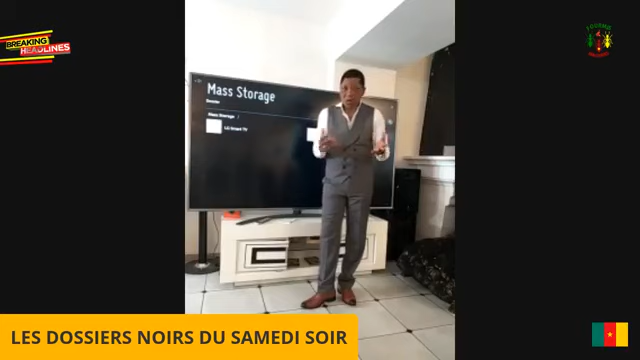 BREAKING
HEADLINES
Mass Storage
Mass Storage /
LG Smart TV
LES DOSSIERS NOIRS DU SAMEDI SOIR